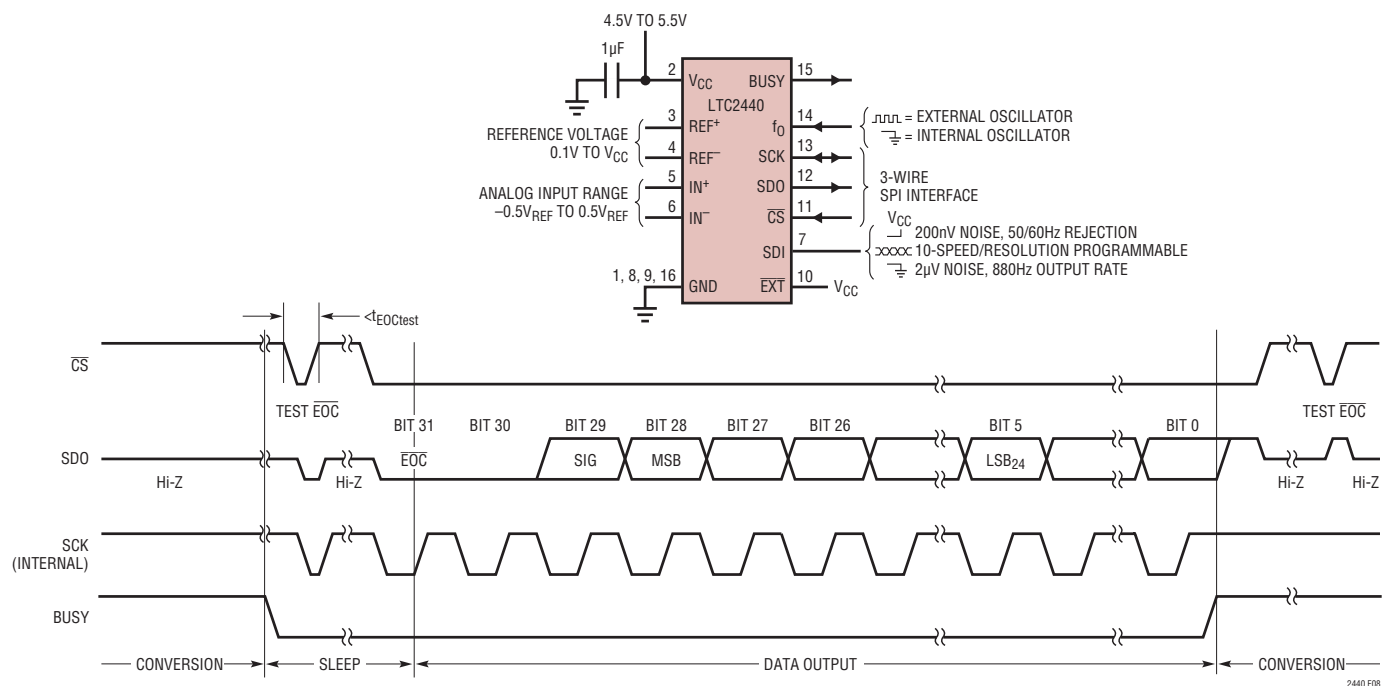 4.5V TO 5.5V
1µF
2 VCC BUSY 15
LTC2440
REFERENCE VOLTAGE
0.1V TO VCC
3 REF+
4 REF–
ANALOG INPUT RANGE
–0.5VREF TO 0.5VREF
5 IN+
6 IN–
1, 8, 9, 16 GND
fO 14
= EXTERNAL OSCILLATOR
= INTERNAL OSCILLATOR
SCK 13
SDO 12
CS 11
3-WIRE
SPI INTERFACE
SDI 7
VCC
200nV NOISE, 50/60Hz REJECTION
10-SPEED/RESOLUTION PROGRAMMABLE
2µV NOISE, 880Hz OUTPUT RATE
EXT 10 VCC
<tEOCtest
CS
TEST EOC
TEST EOC
BIT 31 BIT 30 BIT 29 BIT 28 BIT 27 BIT 26 BIT 5 BIT 0
SDO
EOC SIG MSB LSB24
Hi-Z Hi-Z Hi-Z Hi-Z
SCK
(INTERNAL)
BUSY
CONVERSION SLEEP DATA OUTPUT CONVERSION
2440 F08